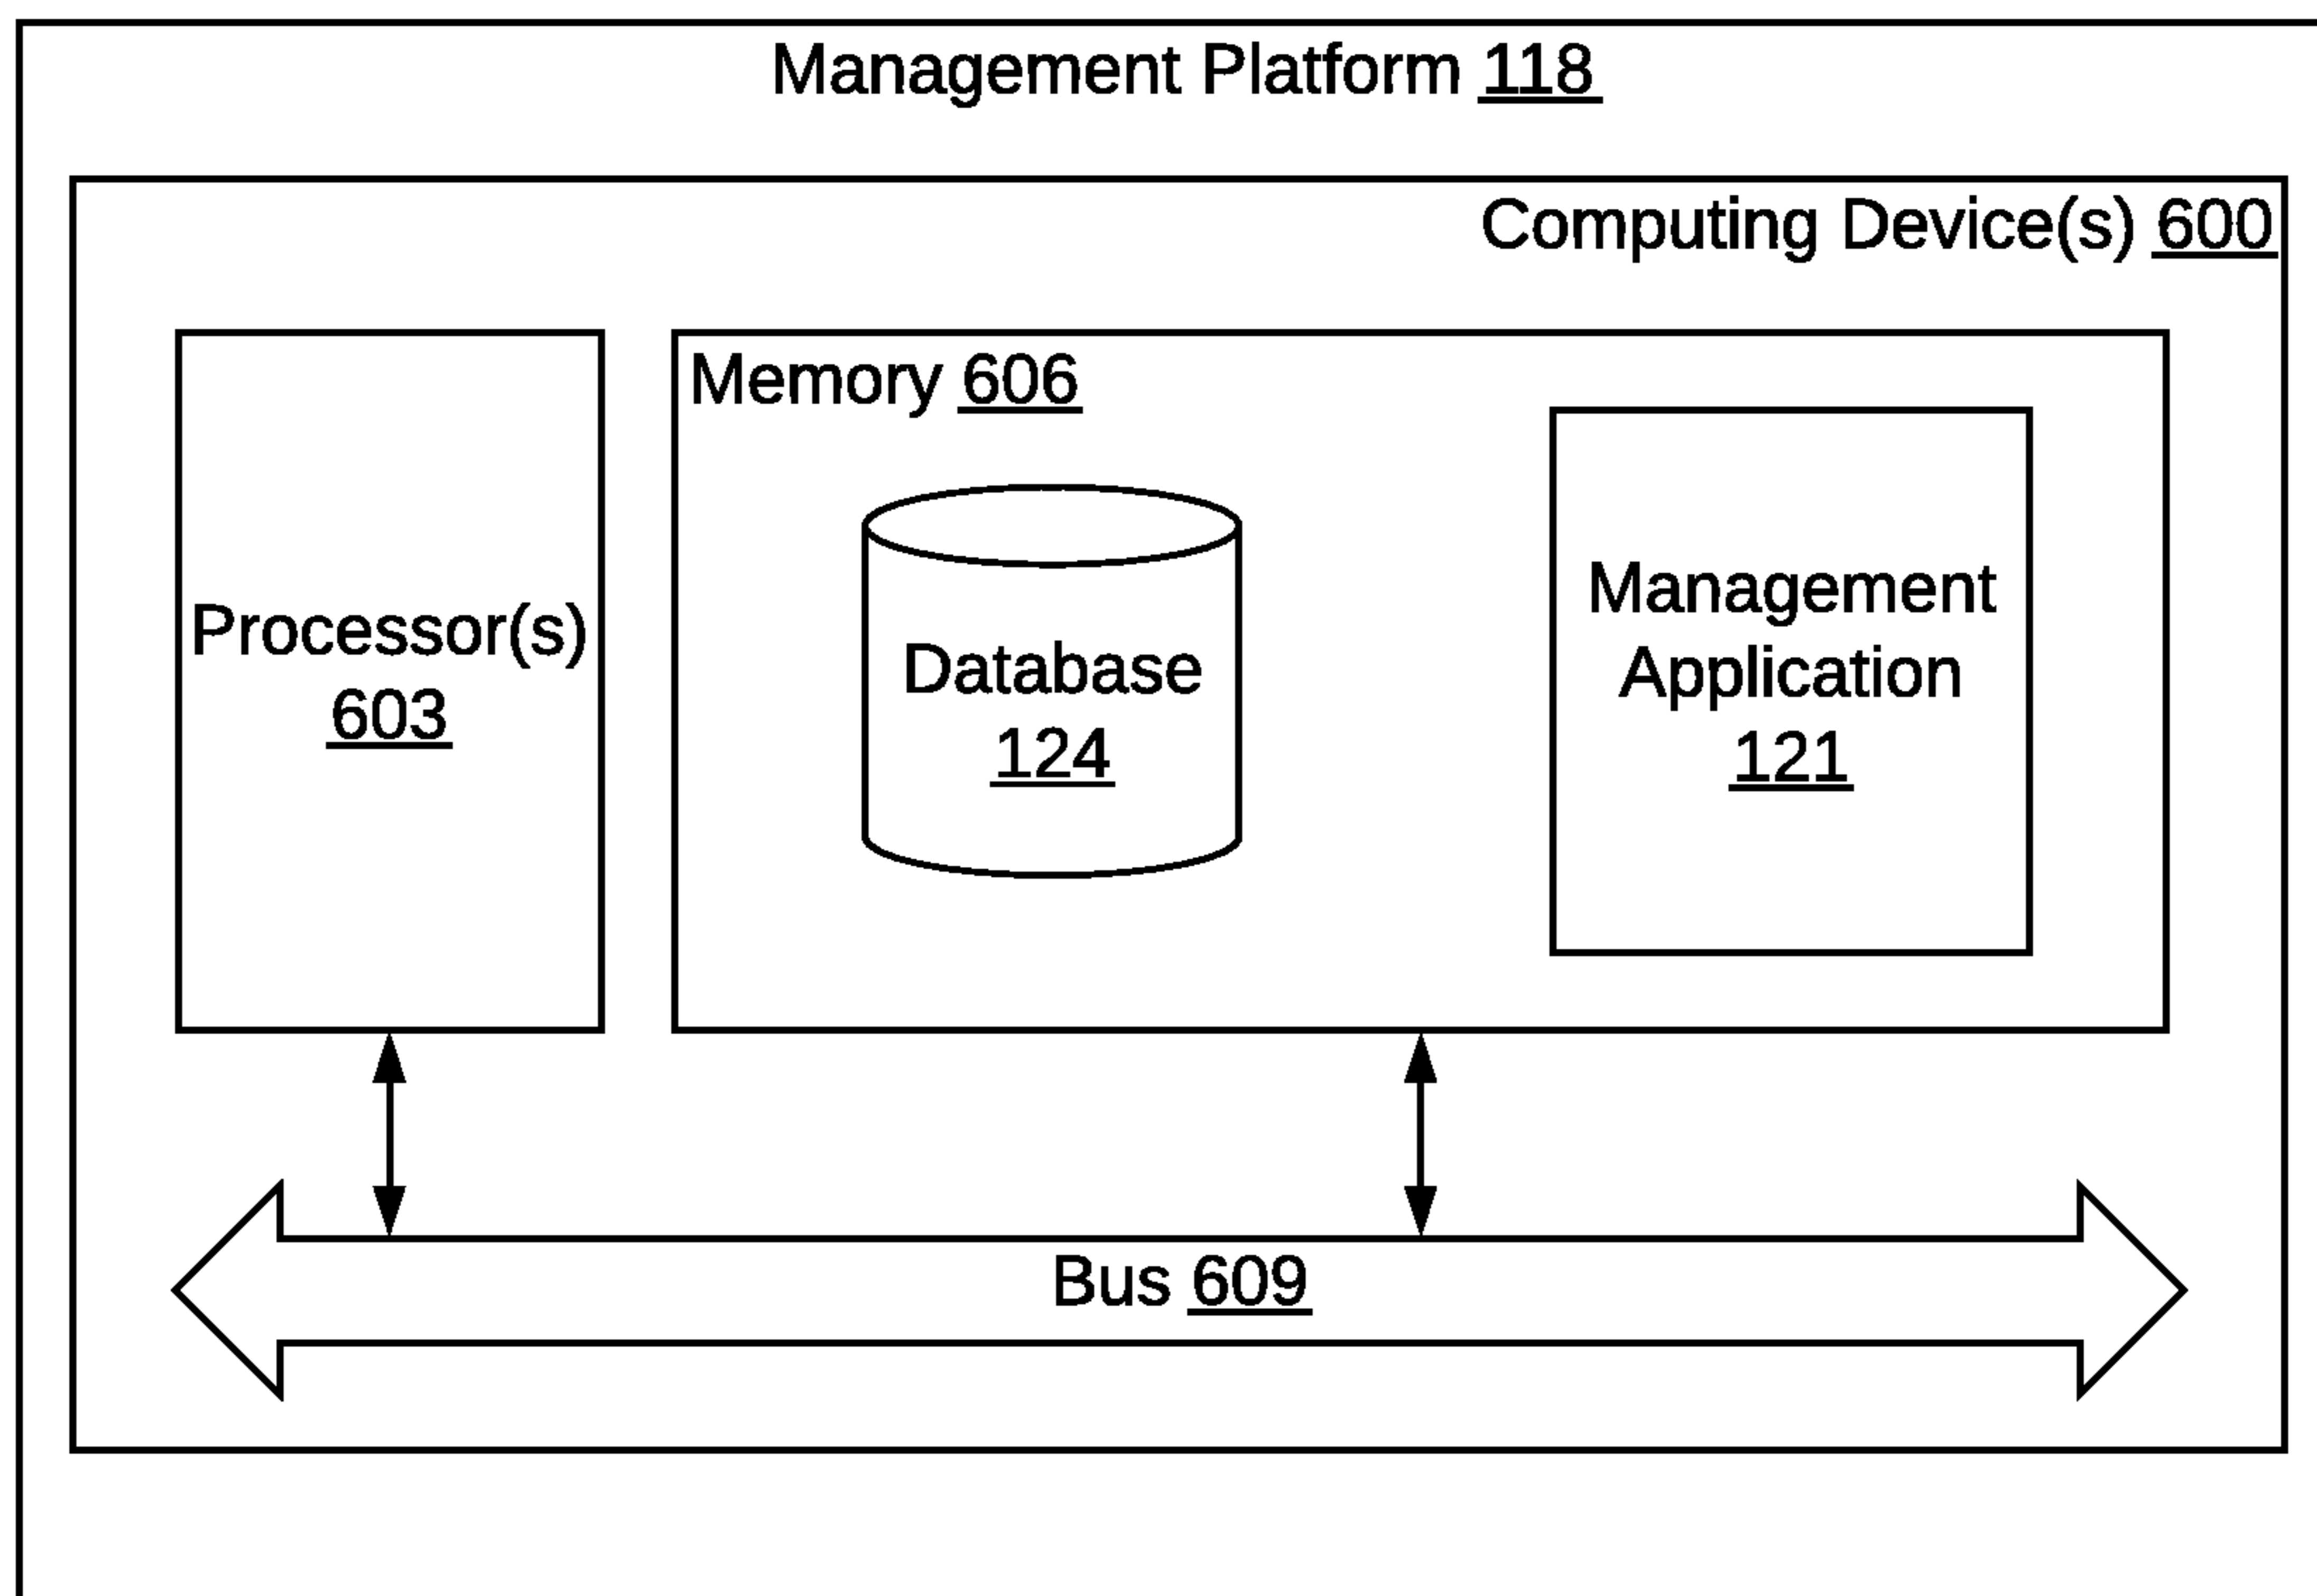 Management Platform 118
Computing Device(s) 600
Memory 606
Processor(s)
603
Database
124
Management
Application
121
Bus 609